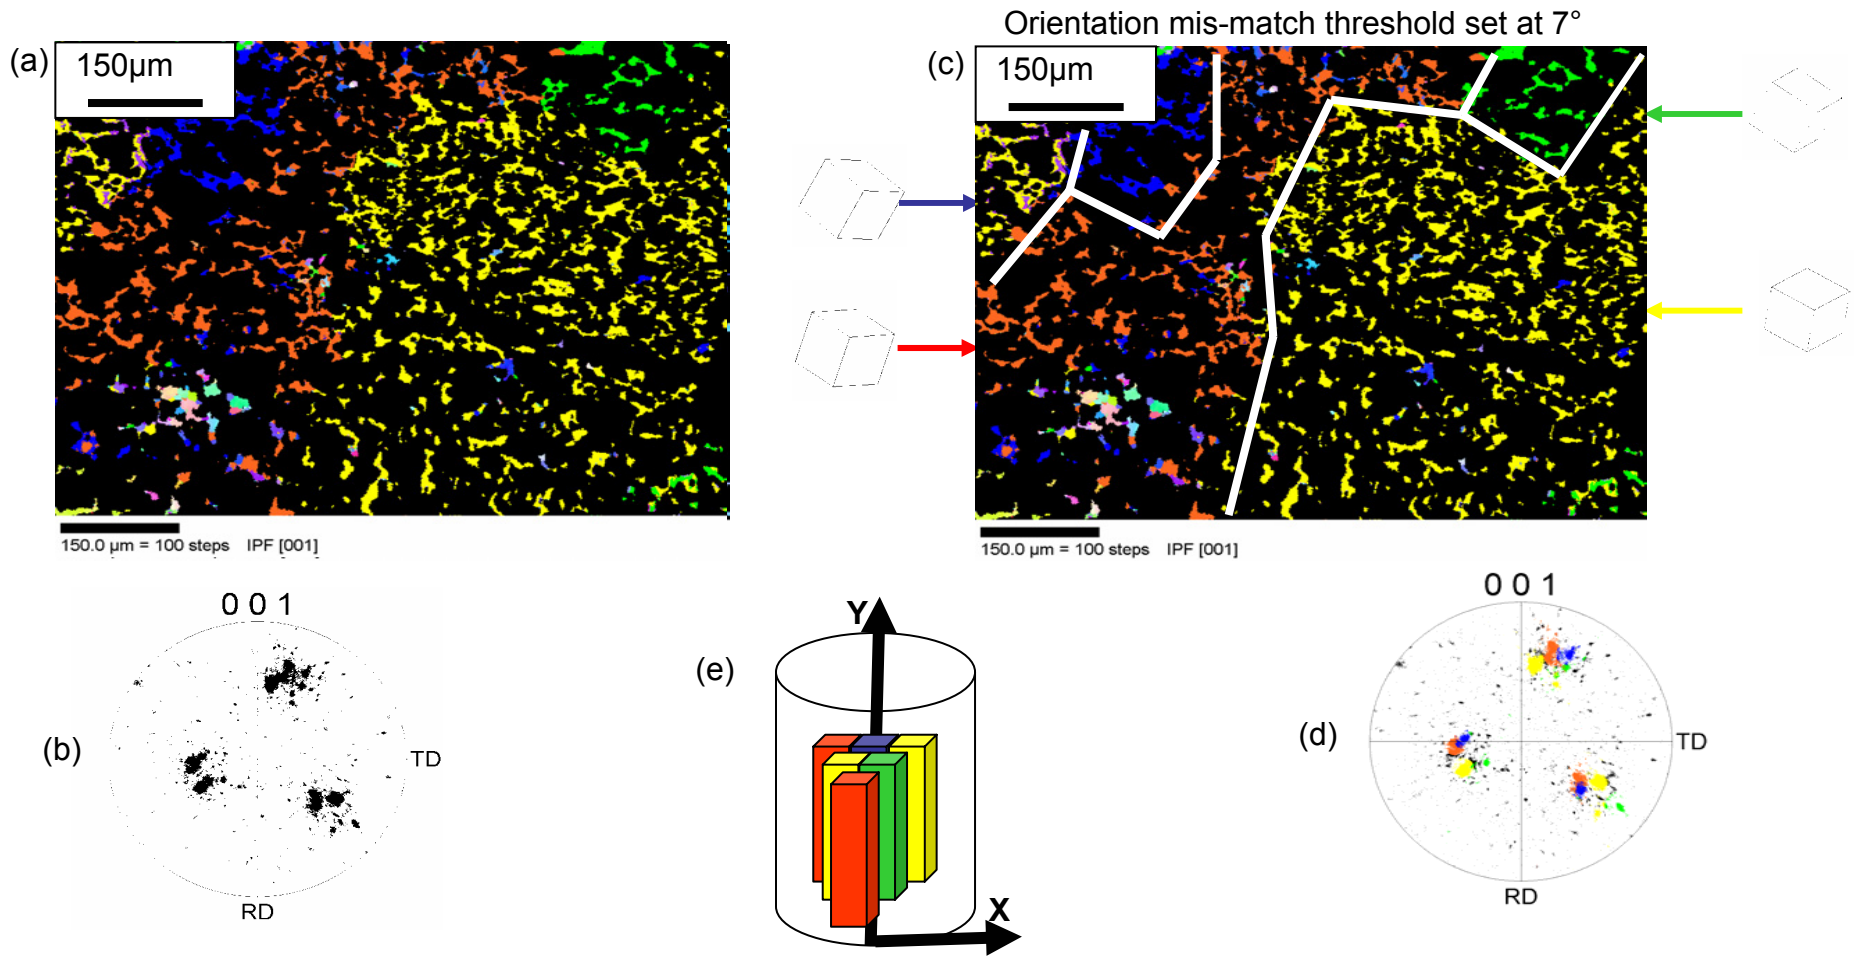 Orientation mis-match threshold set at 7°
(a)
150µm
(c)
150µm
150.0 µm = 100 steps IPF [001]
150.0 µm = 100 steps IPF [001]
0 0 1
(b)
TD
RD
(e)
Y
X
0 0 1
(d)
TD
RD